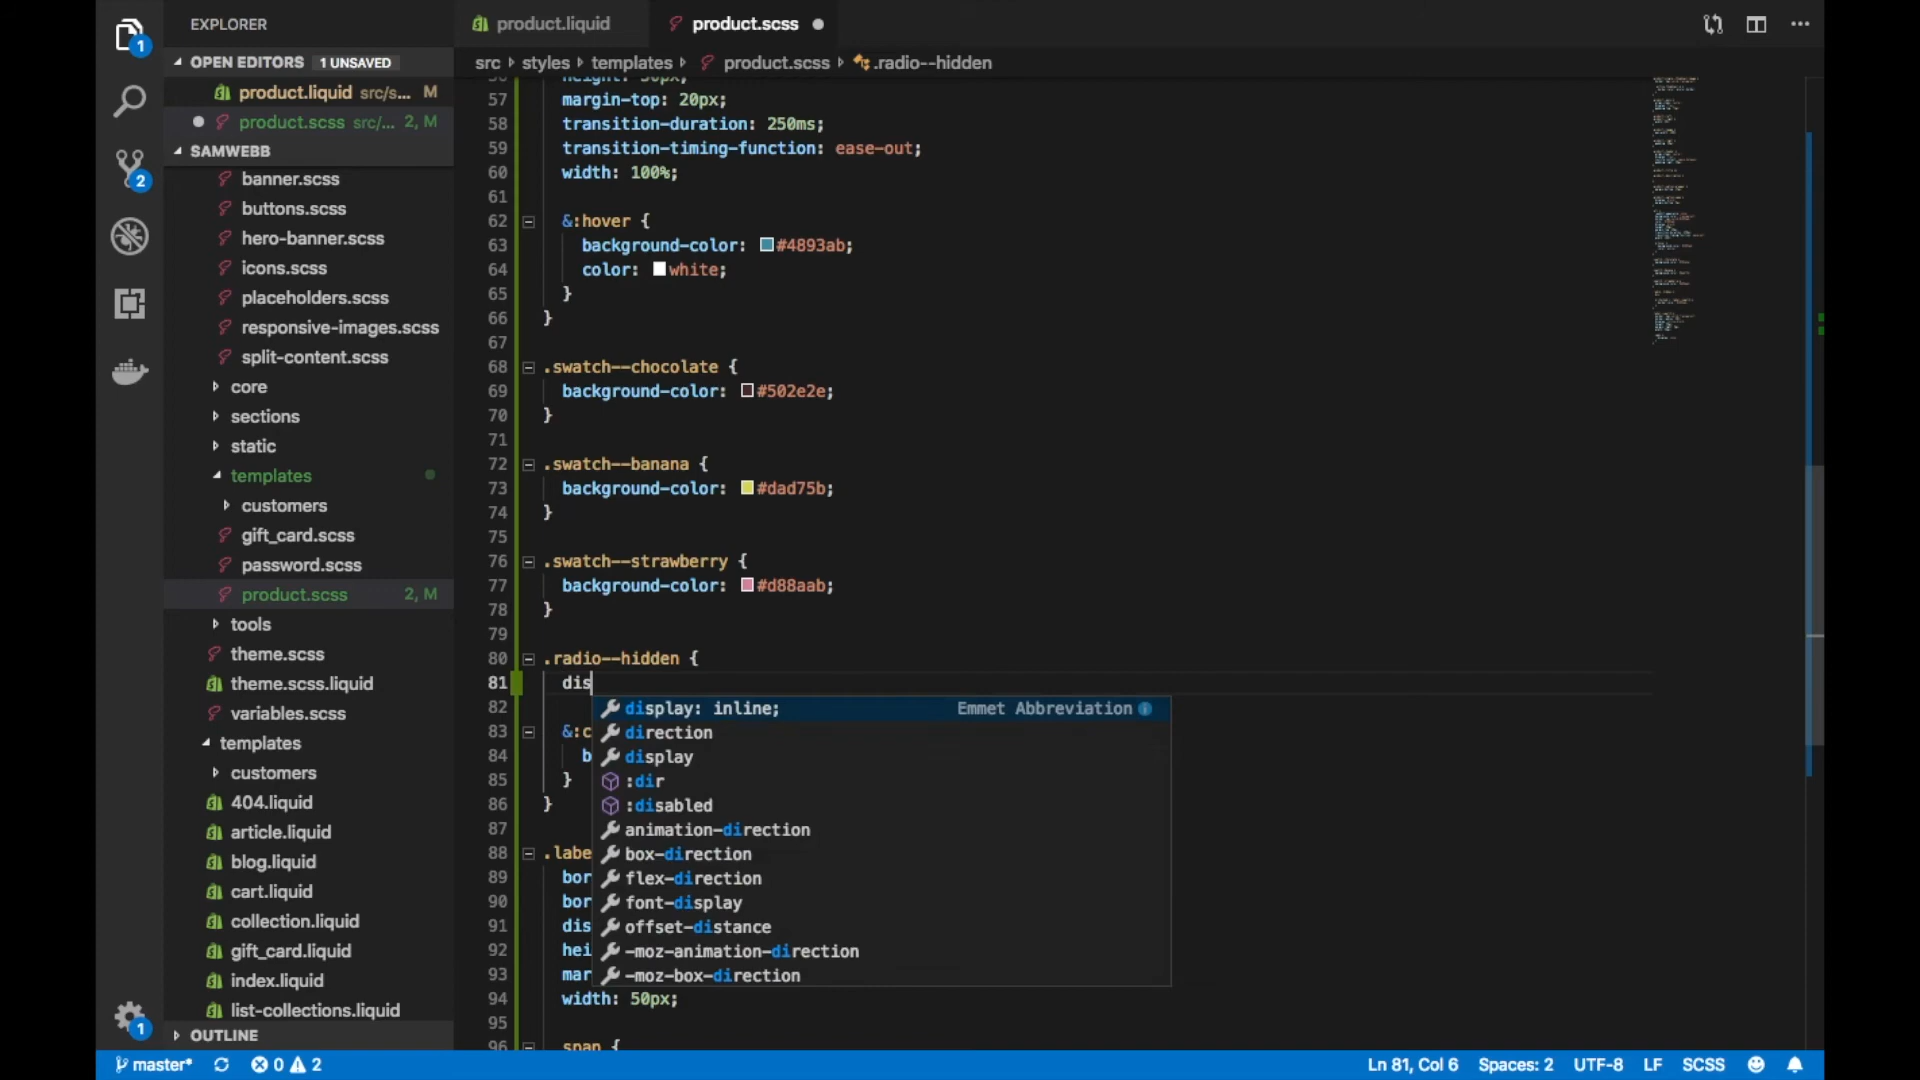 EXPLORER
OPEN EDITORS 1 UNSAVED
product.liquid src/s... M
product.scss src/... 2, M
SAMWEBB
banner.scss
buttons.scss
hero-banner.scss
icons.scss
placeholders.scss
responsive-images.scss
split-content.scss
core
sections
static
templates
customers
gift_card.scss
password.scss
product.scss 2, M
tools
theme.scss
theme.scss.liquid
variables.scss
templates
customers
404.liquid
article.liquid
blog.liquid
cart.liquid
collection.liquid
gift_card.liquid
index.liquid
list-collections.liquid
OUTLINE
1
2
1
product.liquid product.scss
src styles templates product.scss .radio--hidden
57 margin-top: 20px;
58 transition-duration: 250ms;
59 transition-timing-function: ease-out;
60 width: 100%;
61
62 &:hover {
63 background-color: #4893ab;
64 color: white;
65 }
66 }
67
68 .swatch--chocolate {
69 background-color: #502e2e;
70 }
71
72 .swatch--banana {
73 background-color: #dad75b;
74 }
75
76 .swatch--strawberry {
77 background-color: #d88aab;
78 }
79
80 .radio--hidden {
81 dis
82
83 &:c
84 b
85 }
86 }
87
88 .labe
89 bor
90 bor
91 dis
92 hei
93 mar
94 width: 50px;
95
96 span {
display: inline; Emmet Abbreviation
direction
display
:dir
:disabled
animation-direction
box-direction
flex-direction
font-display
offset-distance
-moz-animation-direction
-moz-box-direction
master* 0 2 Ln 81, Col 6 Spaces: 2 UTF-8 LF SCSS